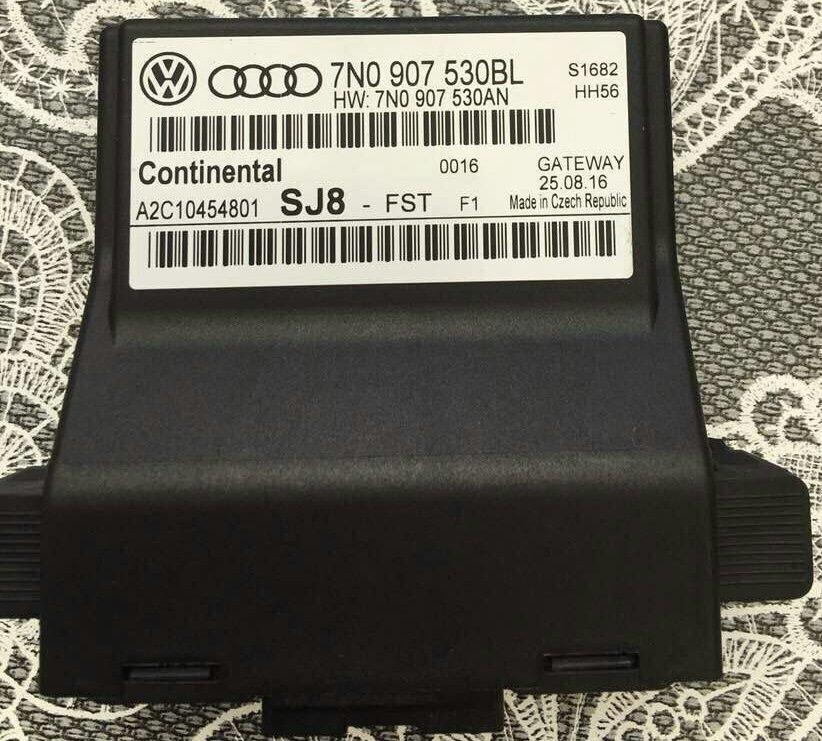 7N0 907 530BL S1682
HW: 7N0 907 530AN HH56
Continental 0016 GATEWAY
25.08.16
A2C10454801 SJ8 - FST F1 Made in Czech Republic